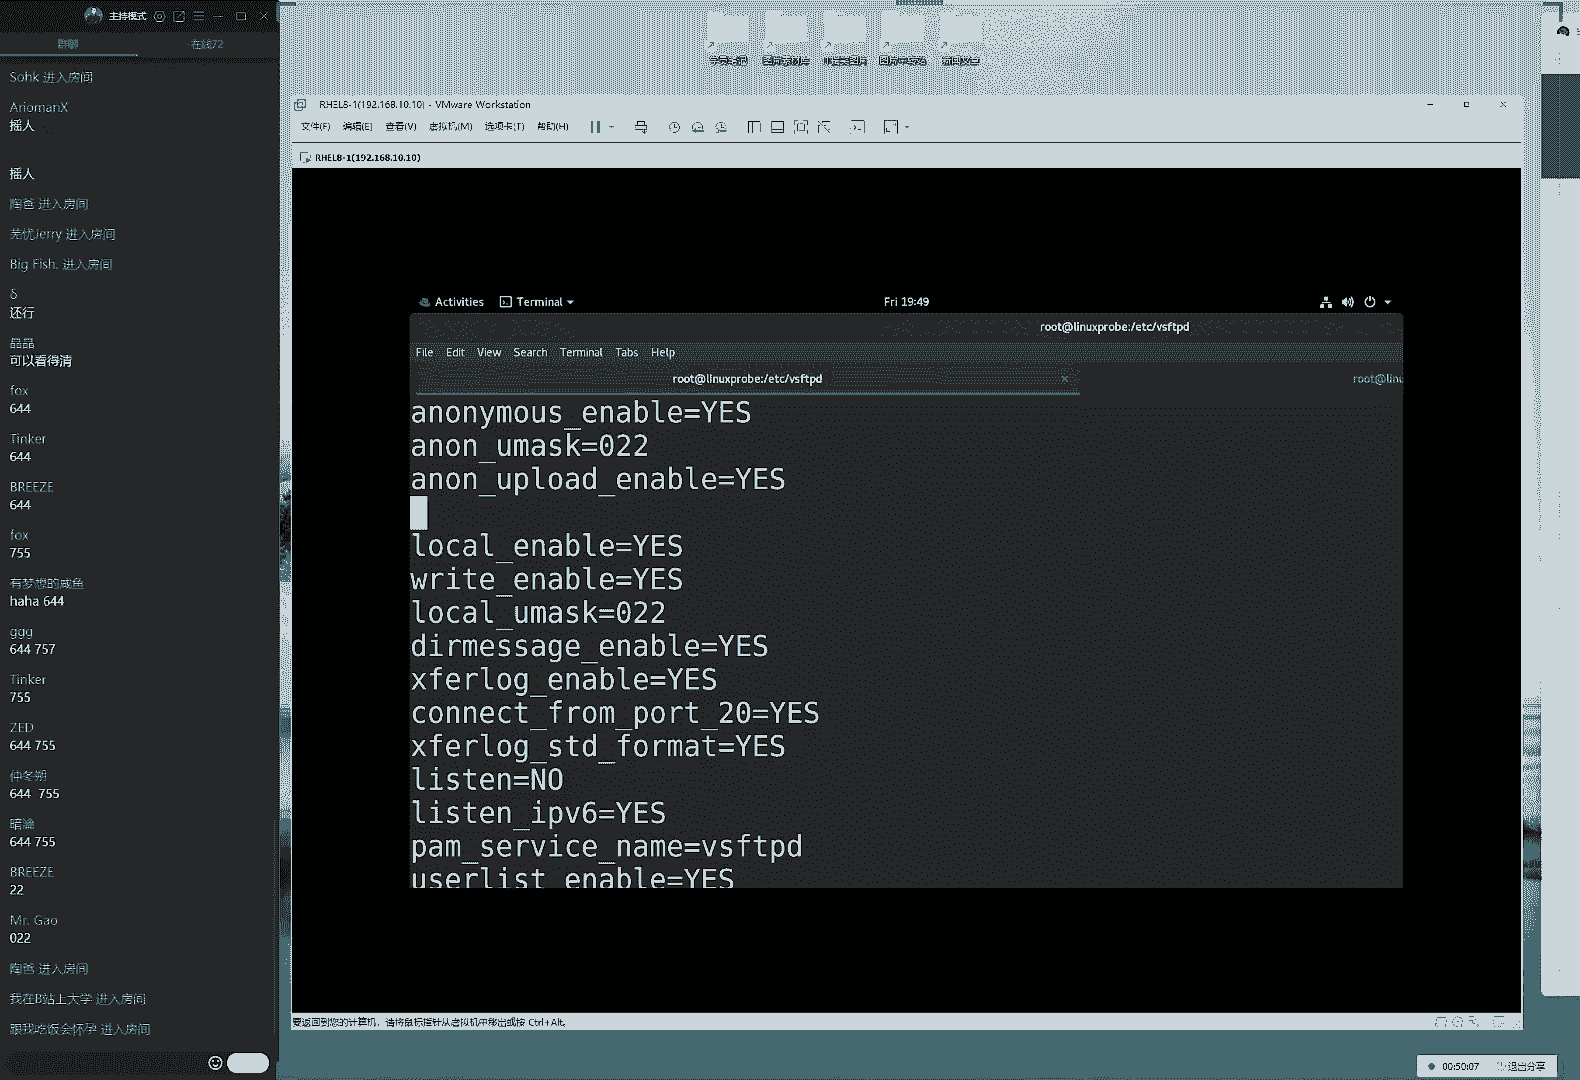 主持模式
群聊
在线72
Sohk 进入房间
AriomanX
摇人
摇人
陶爸 进入房间
芜忧Jerry 进入房间
Big Fish. 进入房间
δ
还行
晶晶
可以看得清
fox
644
Tinker
644
BREEZE
644
fox
755
有梦想的咸鱼
haha 644
ggg
644 757
Tinker
755
ZED
644 755
仲冬朔
644 755
644 755
BREEZE
22
Mr. Gao
022
陶爸 进入房间
我在B站上大学 进入房间
跟我吃饭会怀孕 进入房间
RHEL8-1(192.168.10.10) - VMware Workstation
文件(F) 编辑(E) 查看(V) 虚拟机(M) 选项卡(T) 帮助(H)
RHEL8-1(192.168.10.10)
Activities Terminal Fri 19:49
root@linuxprobe:/etc/vsftpd
File Edit View Search Terminal Tabs Help
root@linuxprobe:/etc/vsftpd root@linu
anonymous_enable=YES
anon_umask=022
anon_upload_enable=YES
local_enable=YES
write_enable=YES
local_umask=022
dirmessage_enable=YES
xferlog_enable=YES
connect_from_port_20=YES
xferlog_std_format=YES
listen=NO
listen_ipv6=YES
pam_service_name=vsftpd
userlist_enable=YES
要返回到您的计算机，请将鼠标指针从虚拟机中移出或按 Ctrl+Alt。
00:50:07 退出分享